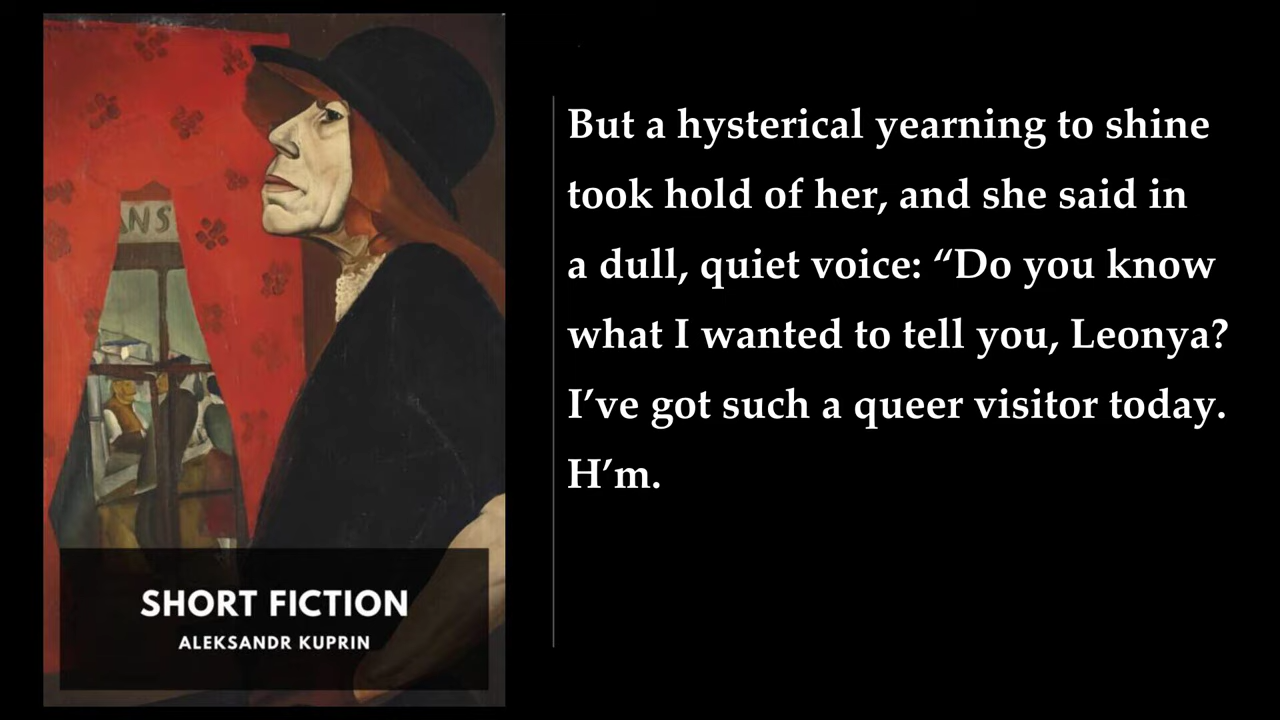 ANS
SHORT FICTION
ALEKSANDR KUPRIN
But a hysterical yearning to shine
took hold of her, and she said in
a dull, quiet voice: “Do you know
what I wanted to tell you, Leonya?
I’ve got such a queer visitor today.
H’m.